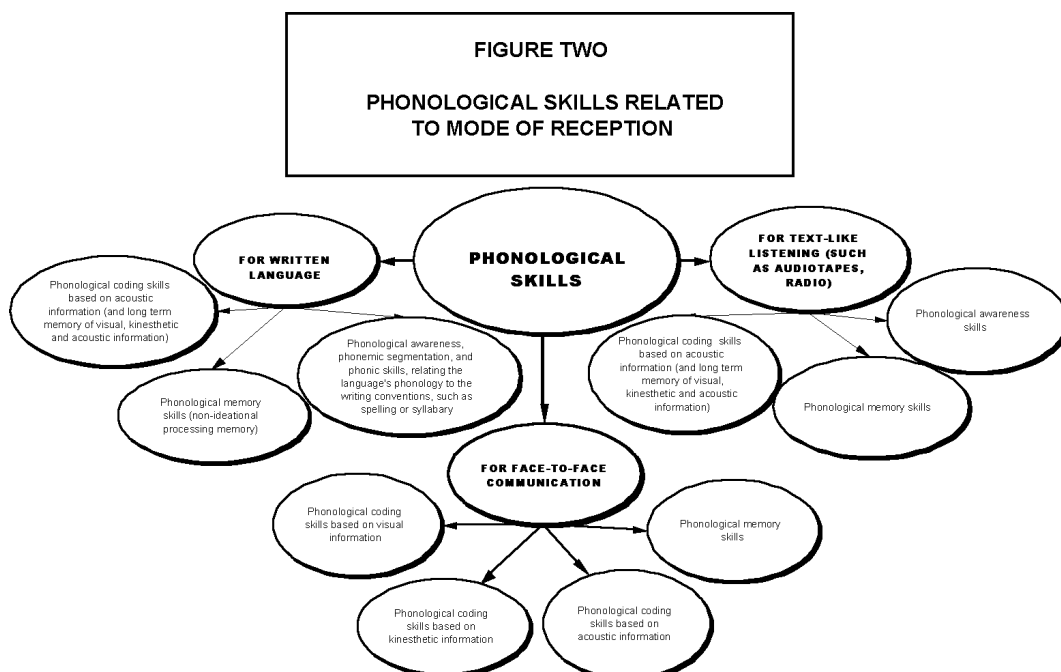 FIGURE TWO
PHONOLOGICAL SKILLS RELATED
TO MODE OF RECEPTION
PHONOLOGICAL
SKILLS
FOR WRITTEN
LANGUAGE
Phonological coding skills
based on acoustic
information (and long term
memory of visual, kinesthetic
and acoustic information)
Phonological memory
skills (non-ideational
processing memory)
Phonological awareness,
phonemic segmentation, and
phonic skills, relating the
language's phonology to the
writing conventions, such as
spelling or syllabary
FOR TEXT-LIKE
LISTENING (SUCH
AS AUDIOTAPES,
RADIO)
Phonological coding skills
based on acoustic
information (and long term
memory of visual,
kinesthetic and acoustic
information)
Phonological memory skills
Phonological awareness
skills
FOR FACE-TO-FACE
COMMUNICATION
Phonological coding
skills based on visual
information
Phonological coding
skills based on
kinesthetic information
Phonological coding
skills based on
acoustic information
Phonological memory
skills